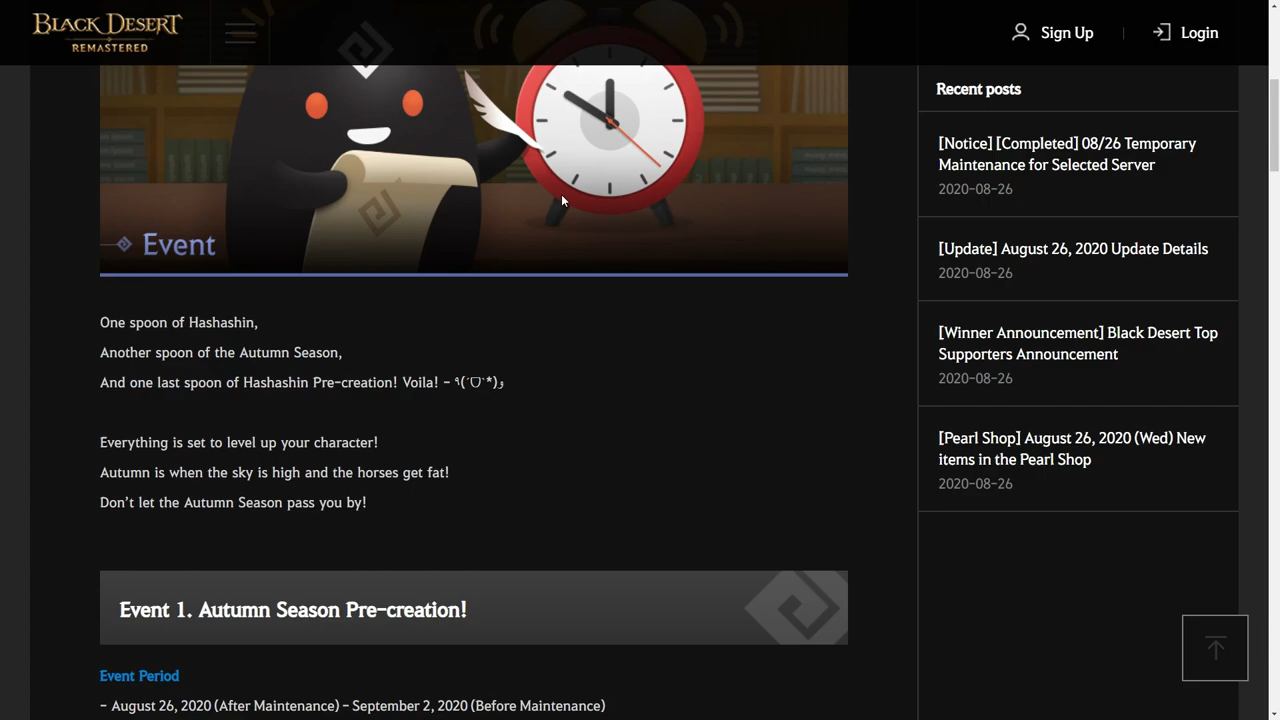 BLACK DESERT
REMASTERED
Sign Up
Login
Event
One spoon of Hashashin,
Another spoon of the Autumn Season,
And one last spoon of Hashashin Pre-creation! Voila! - ٩(ˊᗜˋ*)و
Everything is set to level up your character!
Autumn is when the sky is high and the horses get fat!
Don't let the Autumn Season pass you by!
Event 1. Autumn Season Pre-creation!
Event Period
- August 26, 2020 (After Maintenance) - September 2, 2020 (Before Maintenance)
Recent posts
[Notice] [Completed] 08/26 Temporary
Maintenance for Selected Server
2020-08-26
[Update] August 26, 2020 Update Details
2020-08-26
[Winner Announcement] Black Desert Top
Supporters Announcement
2020-08-26
[Pearl Shop] August 26, 2020 (Wed) New
items in the Pearl Shop
2020-08-26